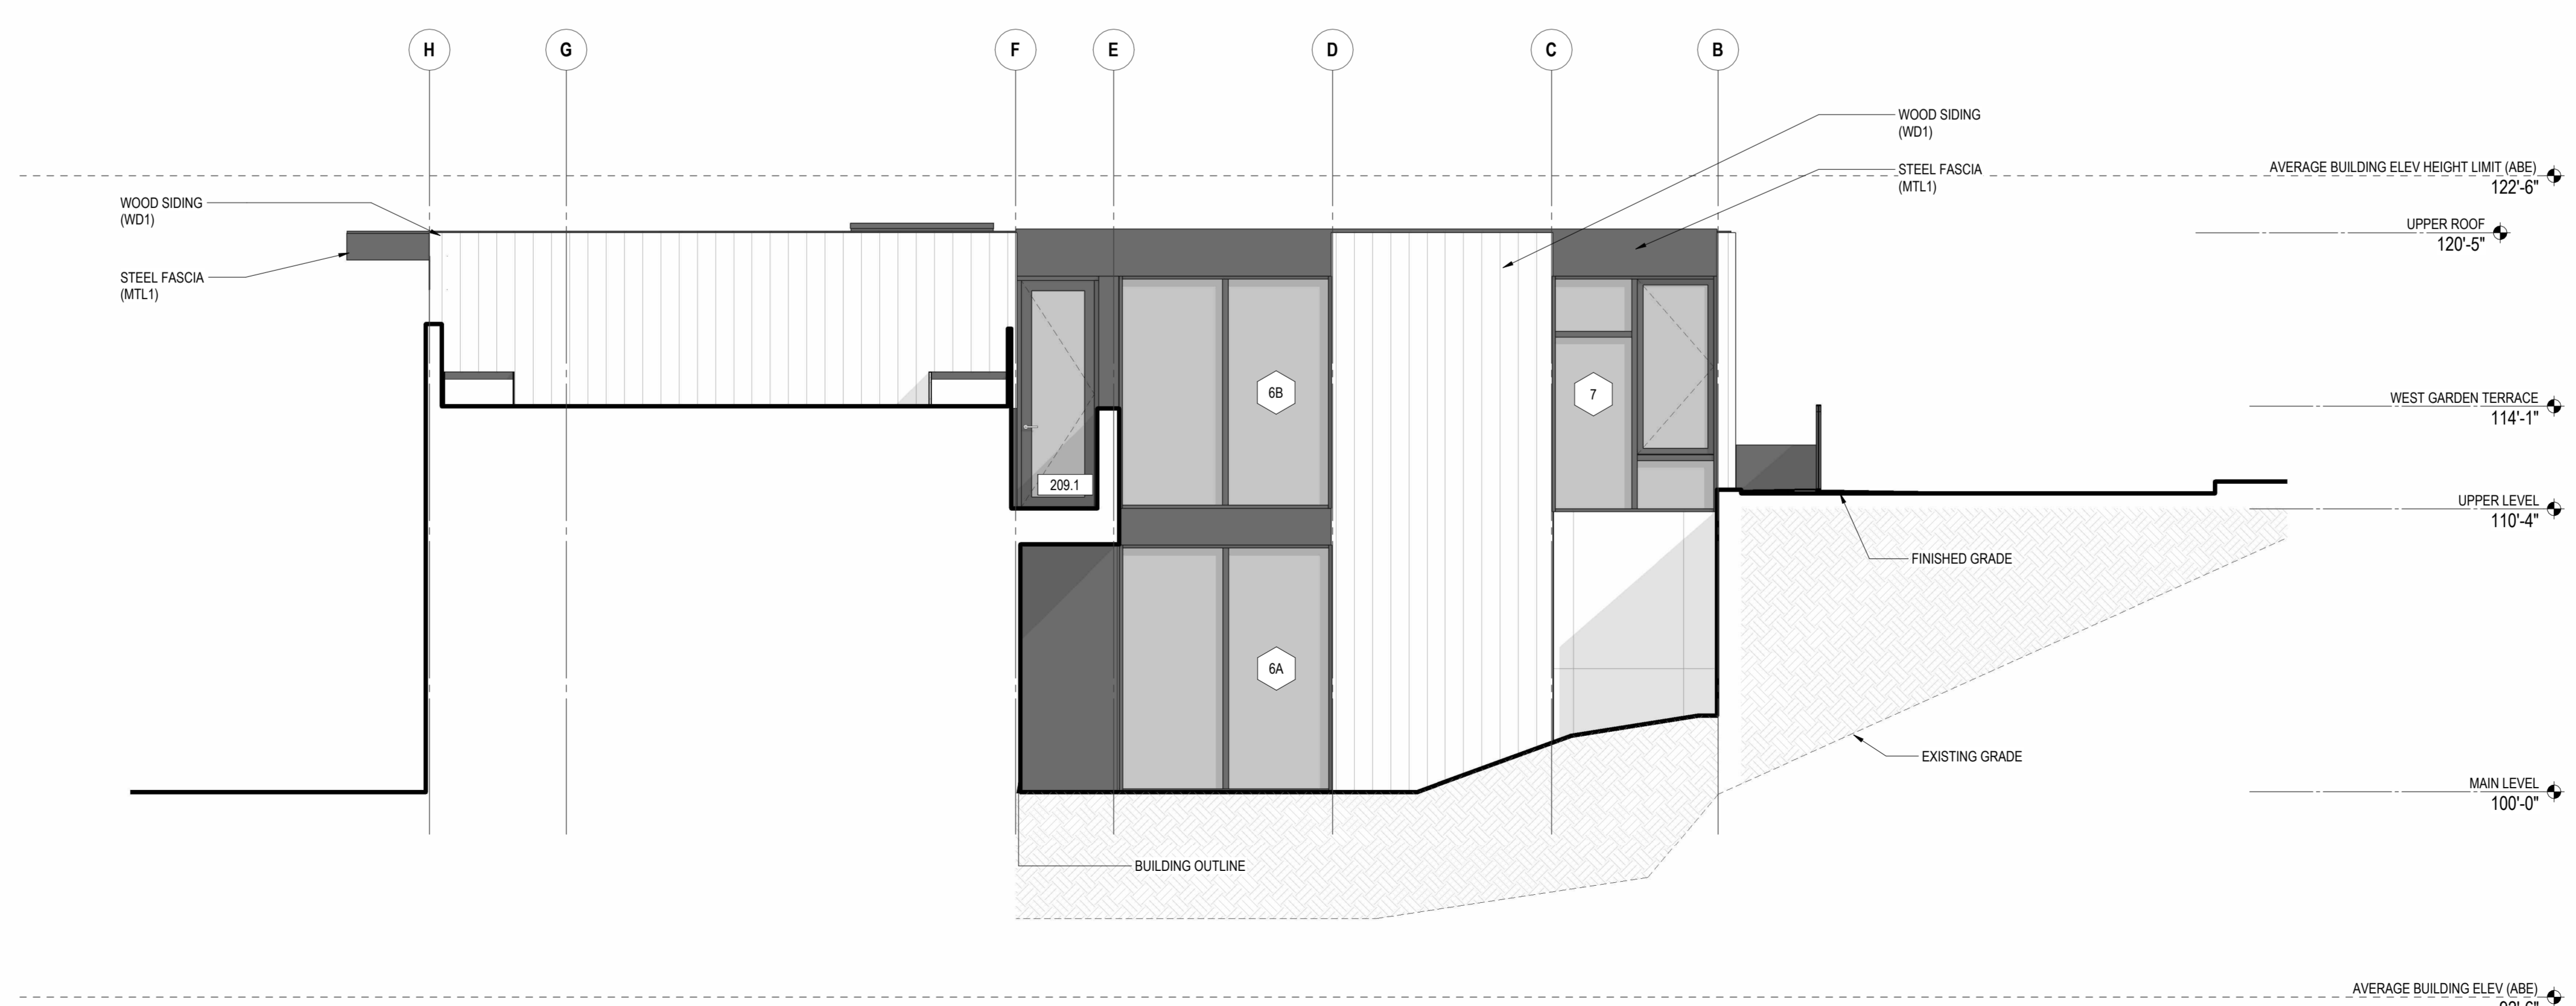 H
G
F
E
D
C
B
WOOD SIDING
(WD1)
STEEL FASCIA
(MTL1)
AVERAGE BUILDING ELEV HEIGHT LIMIT (ABE)
122'-6"
WOOD SIDING
(WD1)
UPPER ROOF
120'-5"
STEEL FASCIA
(MTL1)
6B
7
WEST GARDEN TERRACE
114'-1"
209.1
UPPER LEVEL
110'-4"
FINISHED GRADE
6A
EXISTING GRADE
MAIN LEVEL
100'-0"
BUILDING OUTLINE
AVERAGE BUILDING ELEV (ABE)